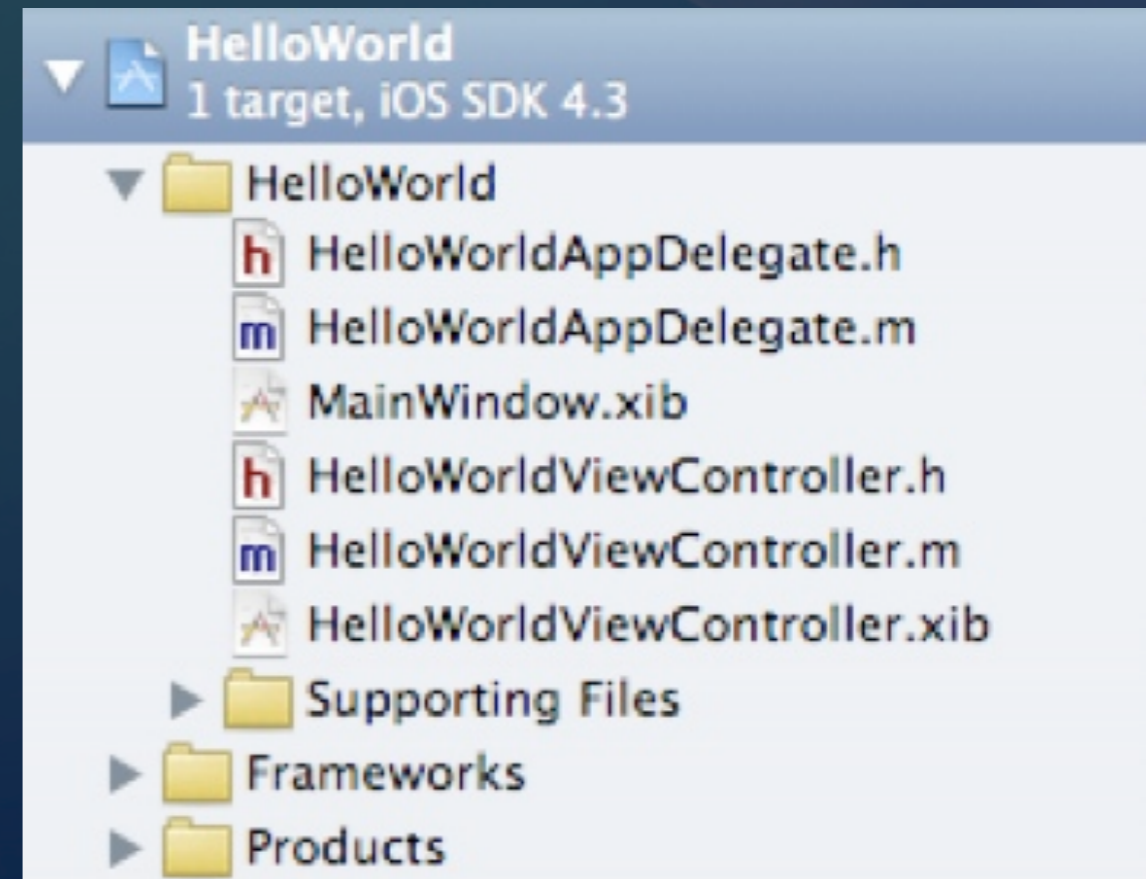 HelloWorld
1 target, iOS SDK 4.3
HelloWorld
h HelloWorldAppDelegate.h
m HelloWorldAppDelegate.m
MainWindow.xib
h HelloWorldViewController.h
m HelloWorldViewController.m
HelloWorldViewController.xib
Supporting Files
Frameworks
Products